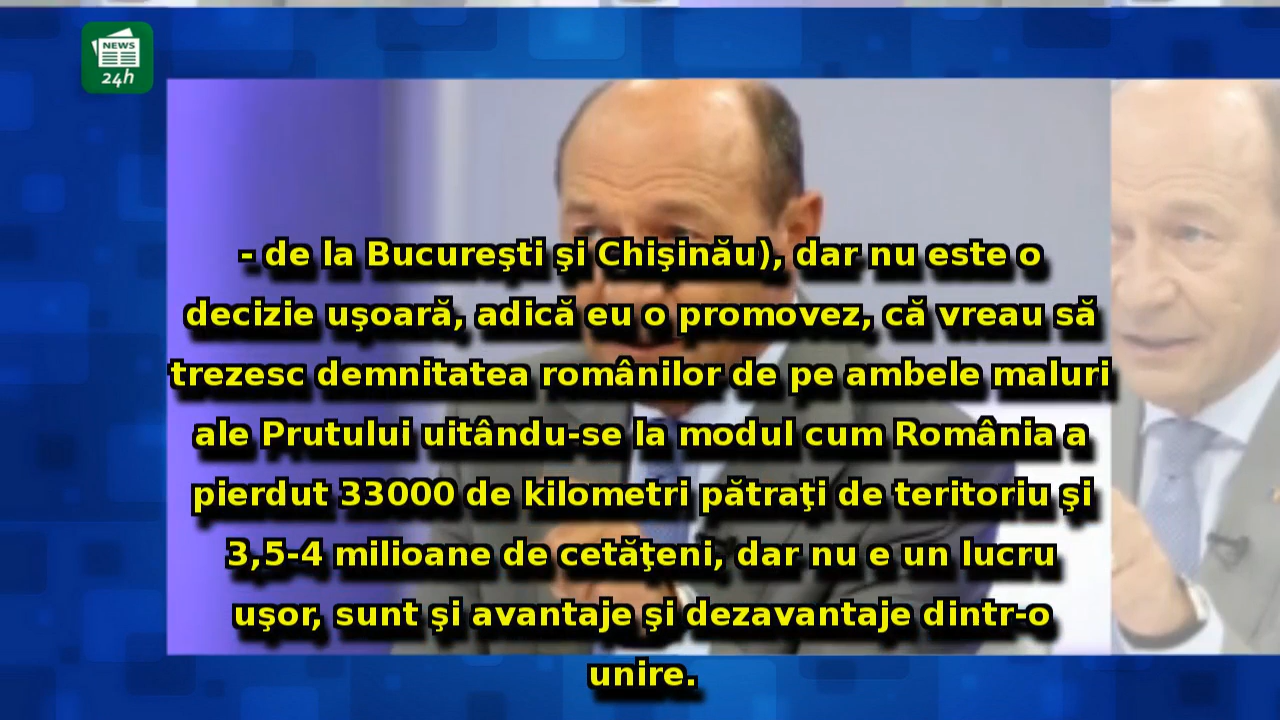 NEWS
24h
- de la Bucureşti şi Chişinău), dar nu este o
decizie uşoară, adică eu o promovez, că vreau să
trezesc demnitatea românilor de pe ambele maluri
ale Prutului uitându-se la modul cum România a
pierdut 33000 de kilometri pătraţi de teritoriu şi
3,5-4 milioane de cetăţeni, dar nu e un lucru
uşor, sunt şi avantaje şi dezavantaje dintr-o
unire.